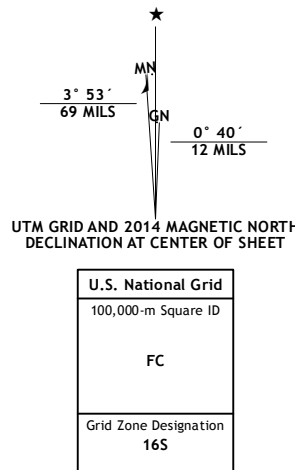 ★
MN
3° 53´
69 MILS
GN
0° 40´
12 MILS
UTM GRID AND 2014 MAGNETIC NORTH
DECLINATION AT CENTER OF SHEET
U.S. National Grid
100,000-m Square ID
FC
Grid Zone Designation
16S